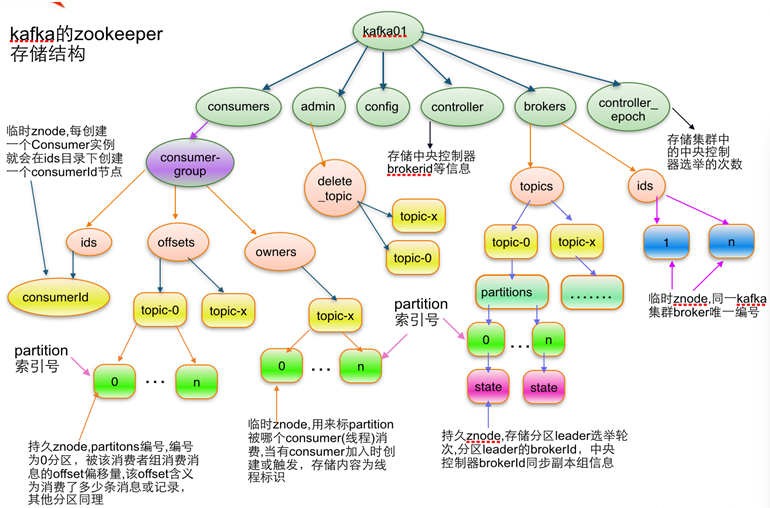 kafka的zookeeper
存储结构
kafka01
consumers
admin
config
controller
brokers
controller_
epoch
临时znode,每创建
一个Consumer实例
就会在ids目录下创建
一个consumerId节点
consumer-
group
存储中央控制器
brokerid等信息
存储集群中
的中央控制
器选举的次数
delete
_topic
topics
ids
topic-x
topic-0
ids
offsets
owners
topic-0
topic-x
1
n
consumerId
topic-0
topic-x
topic-x
partitions
.......
临时znode,同一kafka
集群broker唯一编号
partition
索引号
partition
索引号
0
...
n
0
...
n
0
...
n
state
state
持久znode,partitons编号,编号
为0分区，被该消费者组消费消
息的offset偏移量,该offset含义
为消费了多少条消息或记录，
其他分区同理
临时znode,用来标partition
被哪个consumer(线程)消
费,当有consumer加入时创
建或触发，存储内容为线
程标识
持久znode,存储分区leader选举轮
次,分区leader的brokerId，中央
控制器brokerId同步副本组信息